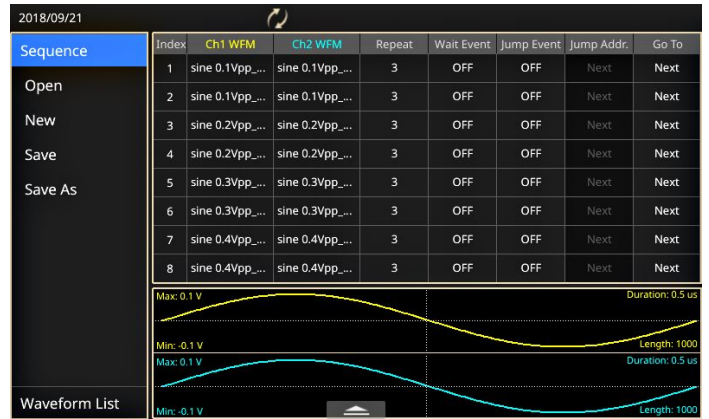 2018/09/21
Sequence
Open
New
Save
Save As
Waveform List
Index Ch1 WFM Ch2 WFM Repeat Wait Event Jump Event Jump Addr. Go To
1 sine 0.1Vpp_... sine 0.1Vpp_... 3 OFF OFF Next Next
2 sine 0.1Vpp_... sine 0.1Vpp_... 3 OFF OFF Next Next
3 sine 0.2Vpp_... sine 0.2Vpp_... 3 OFF OFF Next Next
4 sine 0.2Vpp_... sine 0.2Vpp_... 3 OFF OFF Next Next
5 sine 0.3Vpp_... sine 0.3Vpp_... 3 OFF OFF Next Next
6 sine 0.3Vpp_... sine 0.3Vpp_... 3 OFF OFF Next Next
7 sine 0.4Vpp_... sine 0.4Vpp_... 3 OFF OFF Next Next
8 sine 0.4Vpp_... sine 0.4Vpp_... 3 OFF OFF Next Next
Max: 0.1 V Duration: 0.5 us
Min: -0.1 V Length: 1000
Max: 0.1 V Duration: 0.5 us
Min: -0.1 V Length: 1000